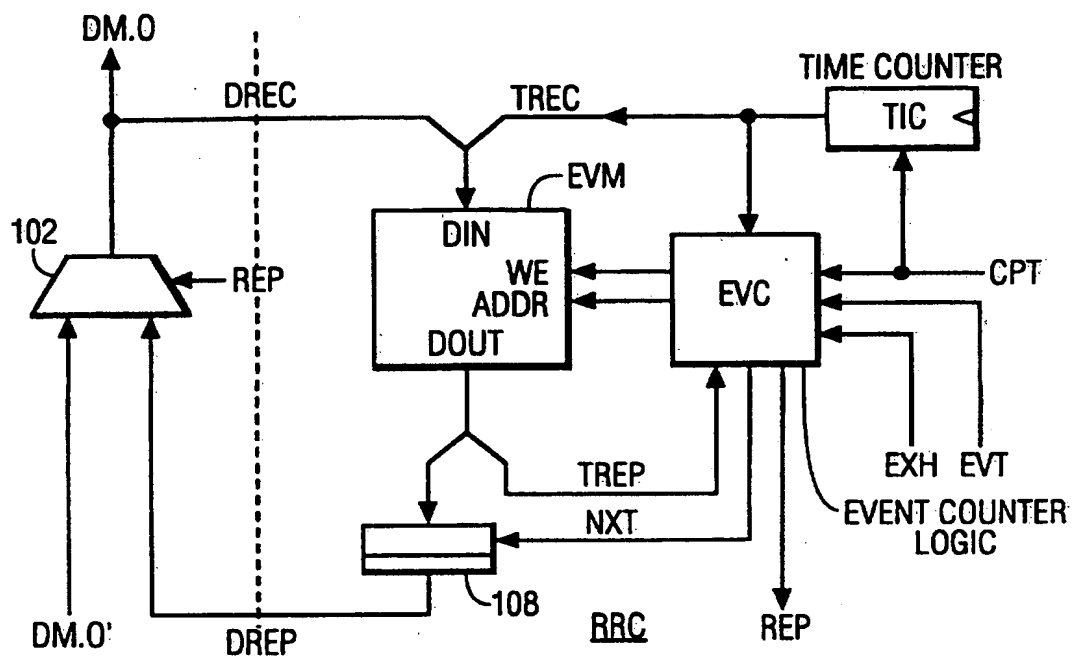 DM.O
TIME COUNTER
DREC
TREC
TIC
EVM
102
DIN
REP
WE
ADDR
EVC
CPT
DOUT
TREP
EXH
EVT
NXT
EVENT COUNTER
LOGIC
108
DM.O'
DREP
RRC
REP